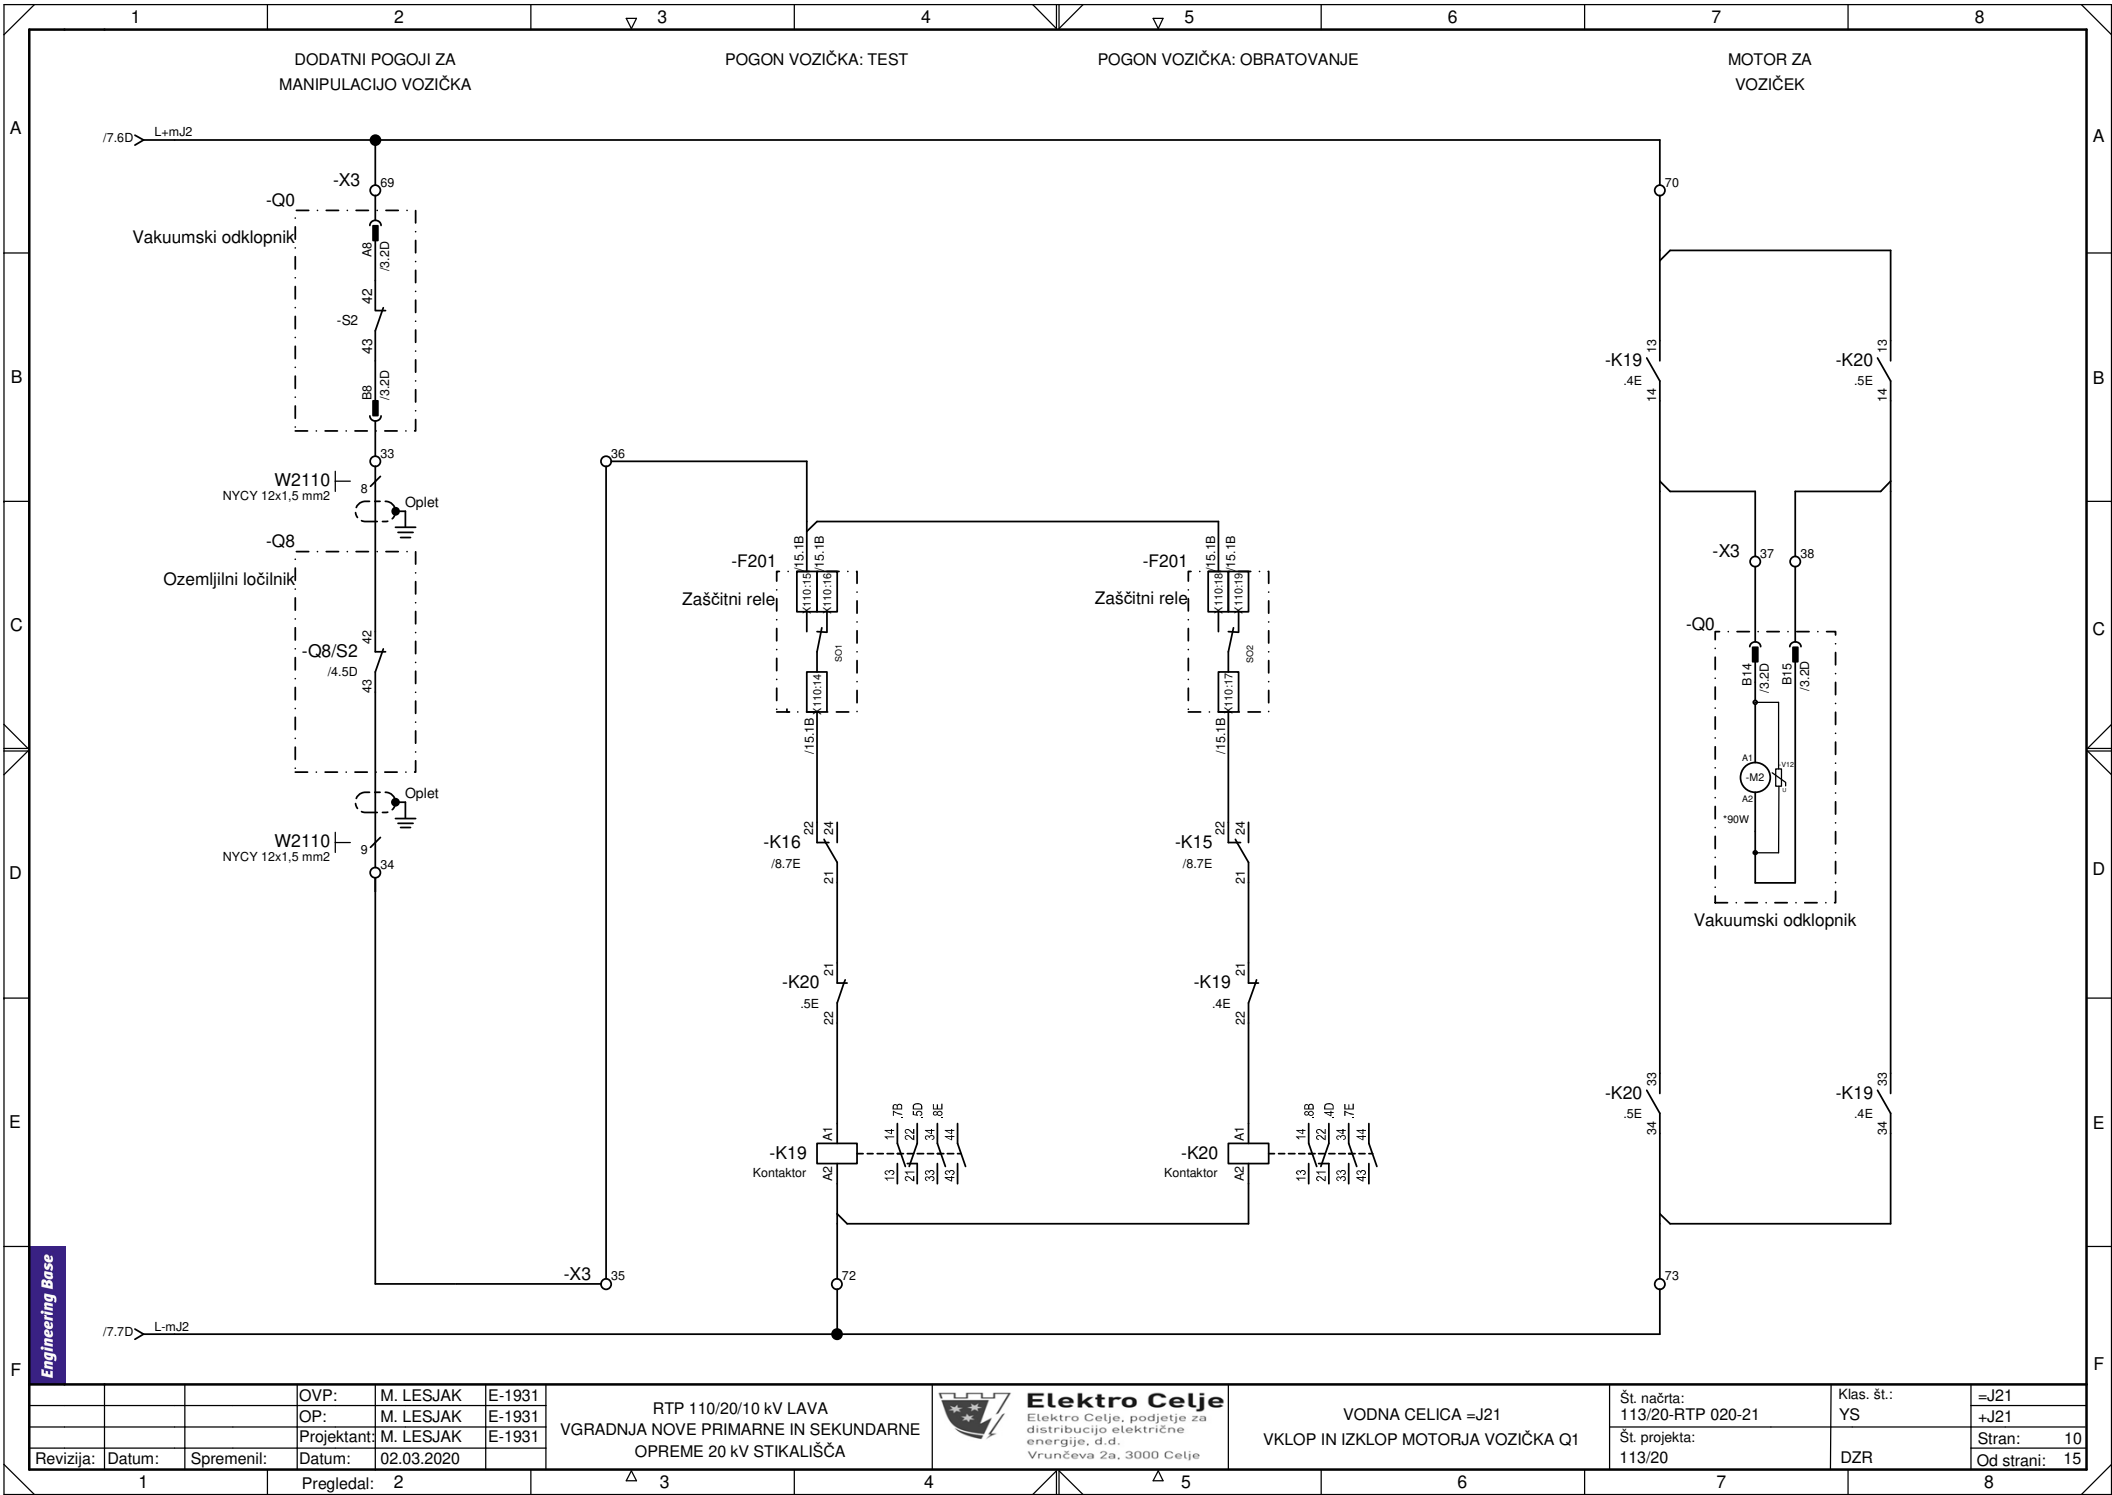 1 2 3 4 5 6 7 8
DODATNI POGOJI ZA
MANIPULACIJO VOZIČKA
POGON VOZIČKA: TEST
POGON VOZIČKA: OBRATOVANJE
MOTOR ZA
VOZIČEK
A
A
/7.6D
L+mJ2
-X3
69
70
-Q0
Vakuumski odklopnik
A8
/3.2D
42
-S2
43
B8
/3.2D
B
B
-K19
.4E
13
14
-K20
.5E
13
14
33
W2110
NYCY 12x1,5 mm2
8
Oplet
36
-Q8
Ozemljilni ločilnik
42
-Q8/S2
/4.5D
43
C
C
-F201
Zaščitni rele
/15.1B
/15.1B
X110:15
X110:16
SO1
X110:14
/15.1B
-F201
Zaščitni rele
/15.1B
/15.1B
X110:18
X110:19
SO2
X110:17
/15.1B
-X3
37
38
-Q0
B14
/3.2D
B15
/3.2D
A1
-M2
A2
-V12
U
*90W
Vakuumski odklopnik
Oplet
W2110
NYCY 12x1,5 mm2
9
34
D
D
-K16
/8.7E
22
24
21
-K15
/8.7E
22
24
21
-K20
.5E
21
22
-K19
.4E
21
22
E
E
-K19
Kontaktor
A1
A2
14 22 34 44
13 21 33 43
.7B .5D .8E
-K20
Kontaktor
A1
A2
14 22 34 44
13 21 33 43
.8B .4D .7E
-K20
.5E
33
34
-K19
.4E
33
34
-X3
35
72
73
/7.7D
L-mJ2
F
F
Engineering Base
OVP: M. LESJAK E-1931
OP: M. LESJAK E-1931
Projektant: M. LESJAK E-1931
Revizija: Datum: Spremenil: Datum: 02.03.2020
Pregledal:
RTP 110/20/10 kV LAVA
VGRADNJA NOVE PRIMARNE IN SEKUNDARNE
OPREME 20 kV STIKALIŠČA
Elektro Celje
Elektro Celje, podjetje za
distribucijo električne
energije, d.d.
Vrunčeva 2a, 3000 Celje
VODNA CELICA =J21
VKLOP IN IZKLOP MOTORJA VOZIČKA Q1
Št. načrta:
113/20-RTP 020-21
Št. projekta:
113/20
Klas. št.:
YS
DZR
=J21
+J21
Stran: 10
Od strani: 15
1 2 3 4 5 6 7 8